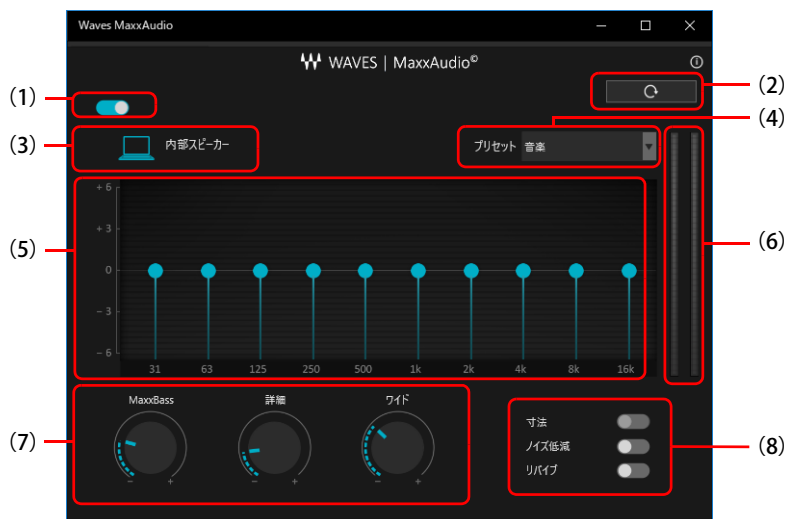 Waves MaxxAudio
WAVES | MaxxAudio©
(1)
(2)
(3)
内部スピーカー
(4)
プリセット 音楽
(5)
+ 6
+ 3
0
− 3
− 6
31 63 125 250 500 1k 2k 4k 8k 16k
(6)
(7)
MaxxBass 詳細 ワイド
− + − + − +
寸法
ノイズ低減
リバイブ
(8)